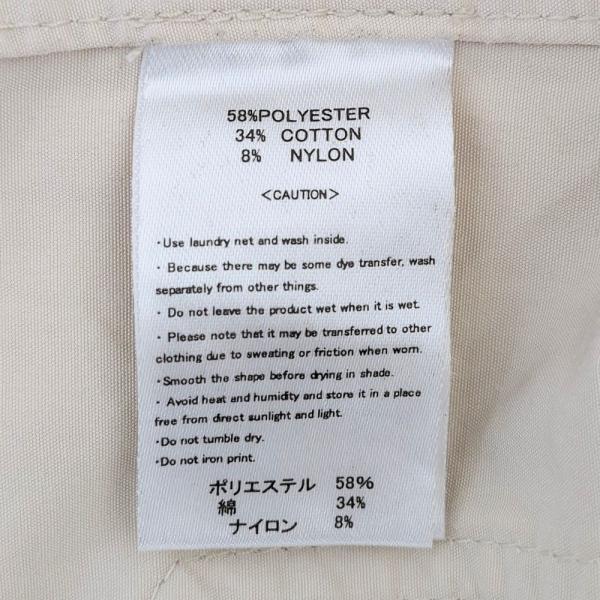 58%POLYESTER
34% COTTON
8% NYLON
<CAUTION>
・Use laundry net and wash inside.
・ Because there may be some dye transfer, wash
separately from other things.
・ Do not leave the product wet when it is wet.
・ Please note that it may be transferred to other
clothing due to sweating or friction when worn.
・Smooth the shape before drying in shade.
・ Avoid heat and humidity and store it in a place
free from direct sunlight and light.
・Do not tumble dry.
・Do not iron print.
ポリエステル 58%
綿 34%
ナイロン 8%